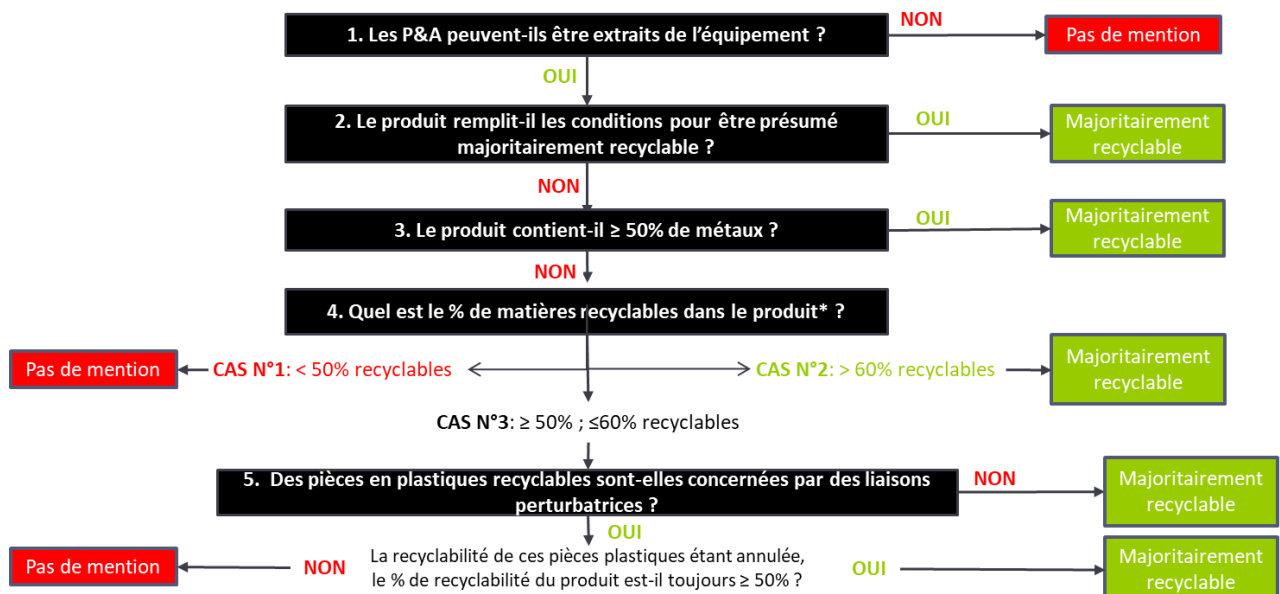 1. Les P&A peuvent-ils être extraits de l'équipement ?
NON
Pas de mention
OUI
2. Le produit remplit-il les conditions pour être présumé
majoritairement recyclable ?
OUI
Majoritairement
recyclable
NON
3. Le produit contient-il ≥ 50% de métaux ?
OUI
Majoritairement
recyclable
NON
4. Quel est le % de matières recyclables dans le produit* ?
Pas de mention
CAS N°1: < 50% recyclables
CAS N°2: > 60% recyclables
Majoritairement
recyclable
CAS N°3: ≥ 50% ; ≤60% recyclables
5. Des pièces en plastiques recyclables sont-elles concernées par des liaisons
perturbatrices ?
NON
Majoritairement
recyclable
OUI
Pas de mention
NON
La recyclabilité de ces pièces plastiques étant annulée,
le % de recyclabilité du produit est-il toujours ≥ 50% ?
OUI
Majoritairement
recyclable